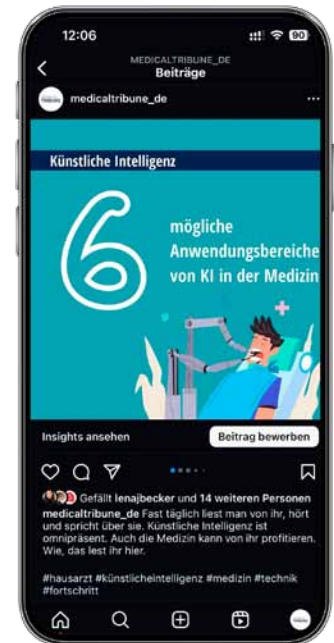 12:06
90
MEDICALTRIBUNE_DE
Beiträge
medicaltribune_de
Künstliche Intelligenz
6
mögliche
Anwendungsbereiche
von KI in der Medizin
Insights ansehen
Beitrag bewerben
Gefällt lenajbecker und 14 weiteren Personen
medicaltribune_de Fast täglich liest man von ihr, hört
und spricht über sie. Künstliche Intelligenz ist
omnipräsent. Auch die Medizin kann von ihr profitieren.
Wie, das lest ihr hier.
#hausarzt #künstlicheintelligenz #medizin #technik
#fortschritt